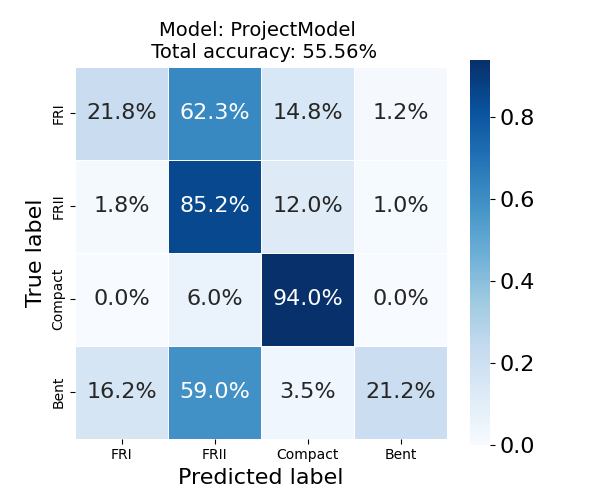 Model: ProjectModel
Total accuracy: 55.56%
FRI 21.8% 62.3% 14.8% 1.2%
FRII 1.8% 85.2% 12.0% 1.0%
Compact 0.0% 6.0% 94.0% 0.0%
Bent 16.2% 59.0% 3.5% 21.2%
True label
FRI FRII Compact Bent
Predicted label
0.8
0.6
0.4
0.2
0.0